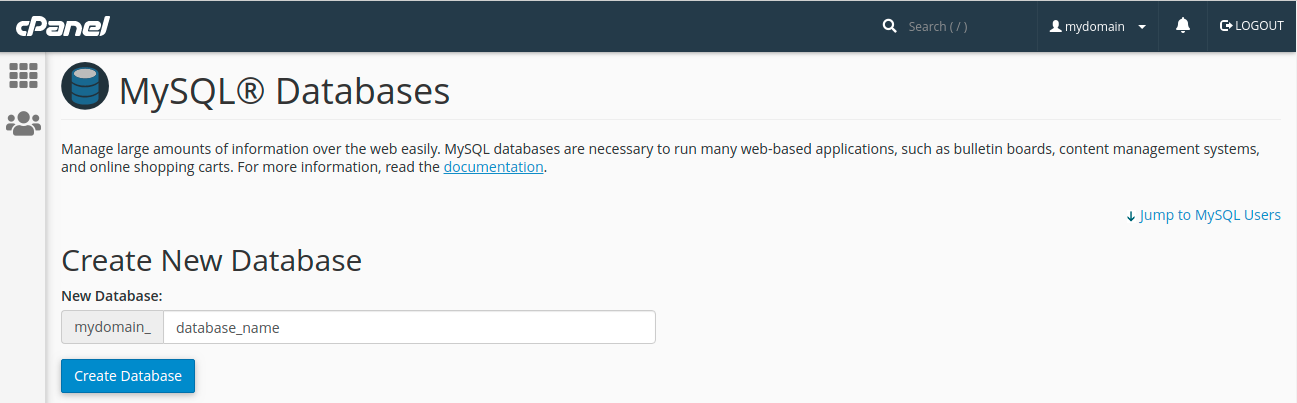 cPanel
Search ( / )
mydomain
LOGOUT
MySQL® Databases
Manage large amounts of information over the web easily. MySQL databases are necessary to run many web-based applications, such as bulletin boards, content management systems,
and online shopping carts. For more information, read the documentation.
Jump to MySQL Users
Create New Database
New Database:
mydomain_ database_name
Create Database